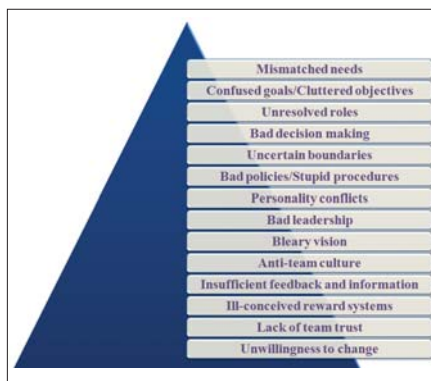 Mismatched needs
Confused goals/Cluttered objectives
Unresolved roles
Bad decision making
Uncertain boundaries
Bad policies/Stupid procedures
Personality conflicts
Bad leadership
Bleary vision
Anti-team culture
Insufficient feedback and information
Ill-conceived reward systems
Lack of team trust
Unwillingness to change